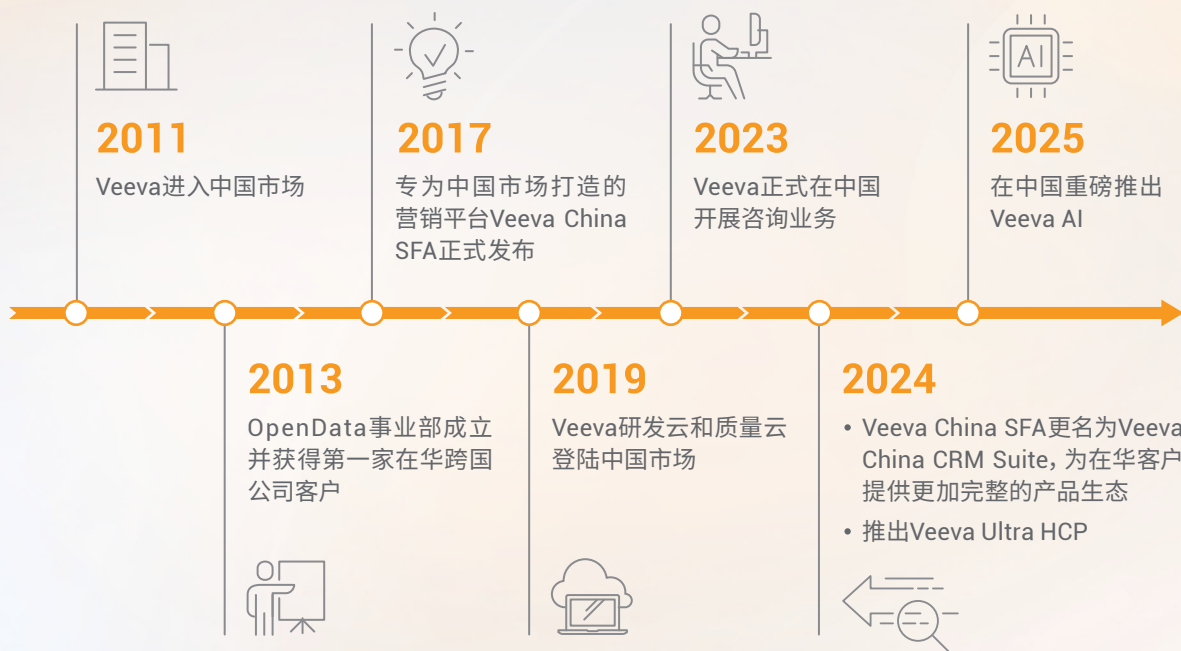 AI
2011
Veeva进入中国市场
2017
专为中国市场打造的
营销平台Veeva China
SFA正式发布
2023
Veeva正式在中国
开展咨询业务
2025
在中国重磅推出
Veeva AI
2013
OpenData事业部成立
并获得第一家在华跨国
公司客户
2019
Veeva研发云和质量云
登陆中国市场
2024
• Veeva China SFA更名为Veeva
China CRM Suite, 为在华客户
提供更加完整的产品生态
• 推出Veeva Ultra HCP